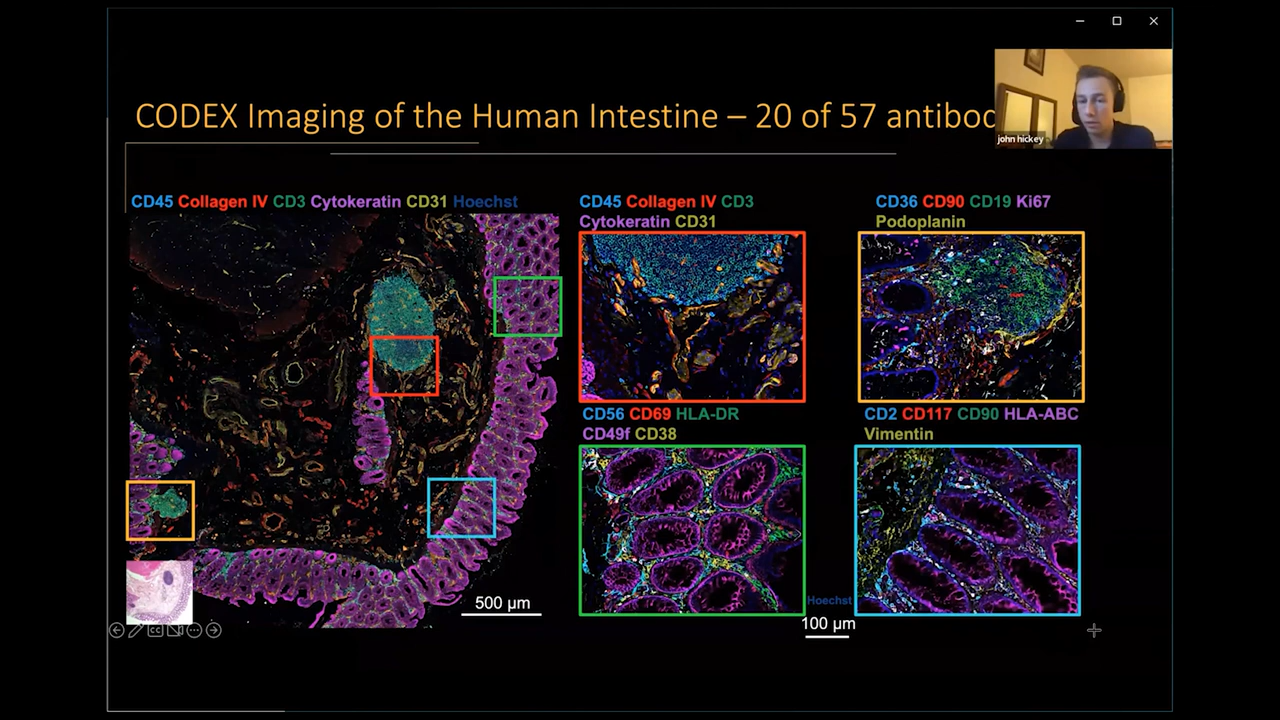 CODEX Imaging of the Human Intestine – 20 of 57 antiboc
john hickey
CD45 Collagen IV CD3 Cytokeratin CD31 Hoechst
500 µm
CD45 Collagen IV CD3
Cytokeratin CD31
CD36 CD90 CD19 Ki67
Podoplanin
CD56 CD69 HLA-DR
CD49f CD38
CD2 CD117 CD90 HLA-ABC
Vimentin
Hoechst
100 µm